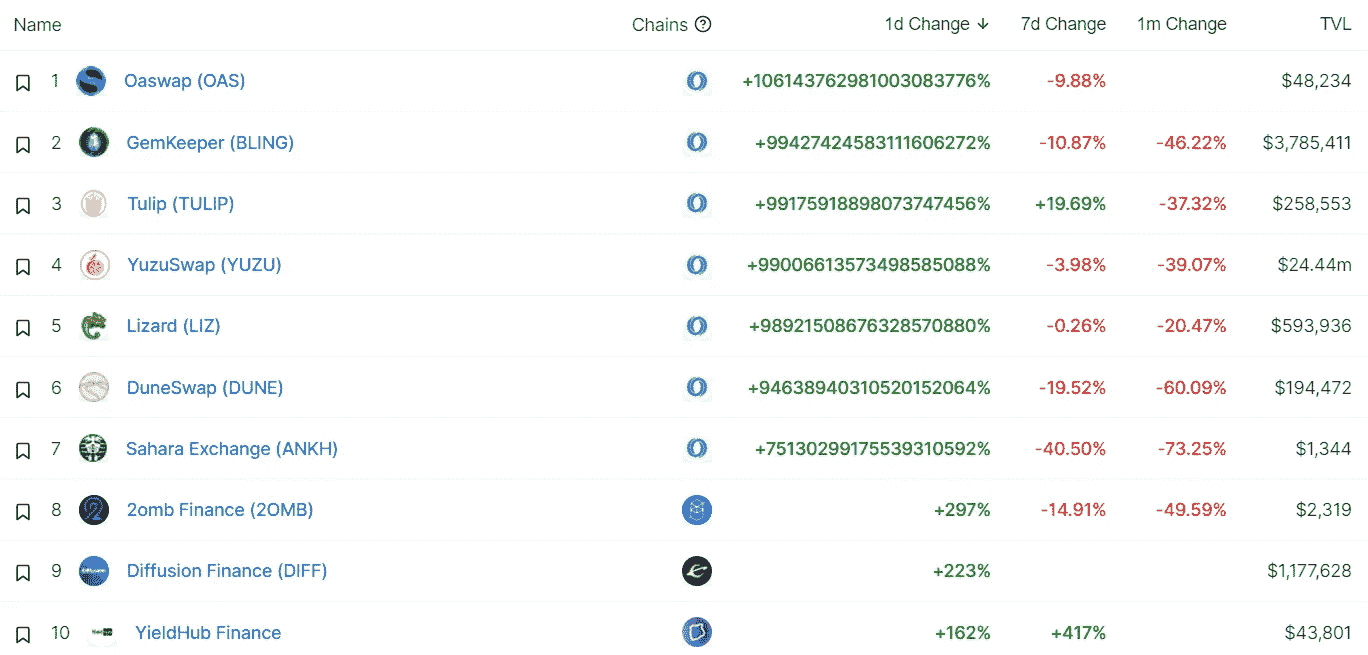 Name Chains ? 1d Change ↓ 7d Change 1m Change TVL
1 Oaswap (OAS) +106143762981003083776% -9.88% $48,234
2 GemKeeper (BLING) +99427424583111606272% -10.87% -46.22% $3,785,411
3 Tulip (TULIP) +99175918898073747456% +19.69% -37.32% $258,553
4 YuzuSwap (YUZU) +99006613573498585088% -3.98% -39.07% $24.44m
5 Lizard (LIZ) +98921508676328570880% -0.26% -20.47% $593,936
6 DuneSwap (DUNE) +94638940310520152064% -19.52% -60.09% $194,472
7 Sahara Exchange (ANKH) +75130299175539310592% -40.50% -73.25% $1,344
8 2omb Finance (2OMB) +297% -14.91% -49.59% $2,319
9 Diffusion Finance (DIFF) +223% $1,177,628
10 YieldHub Finance +162% +417% $43,801